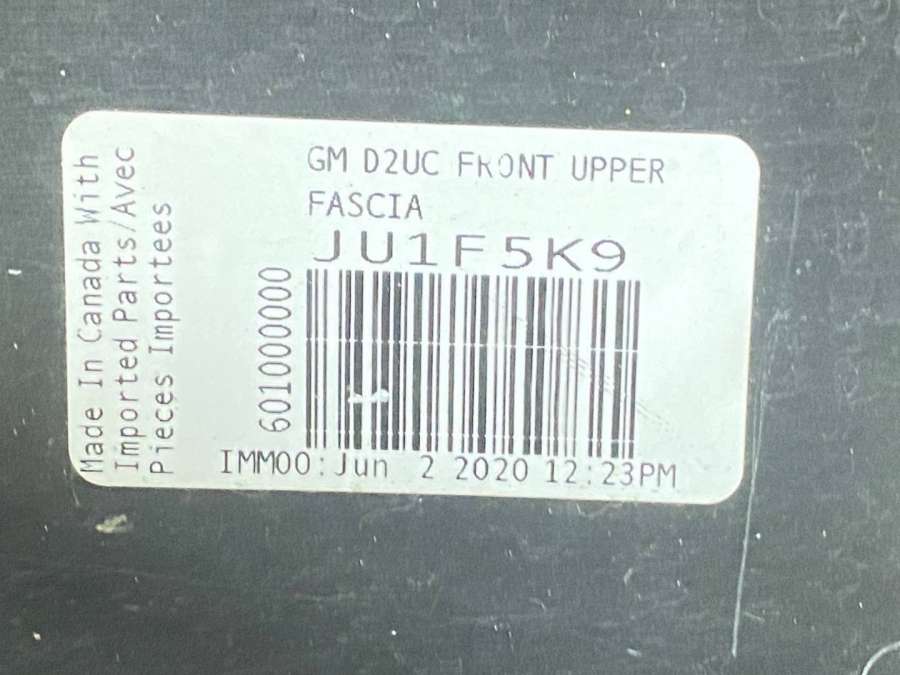 GM D2UC FRONT UPPER
FASCIA
JU1F5K9
601000000
IMM00:Jun 2 2020 12:23PM
Made In Canada With
Imported Parts/Avec
Pieces Importees